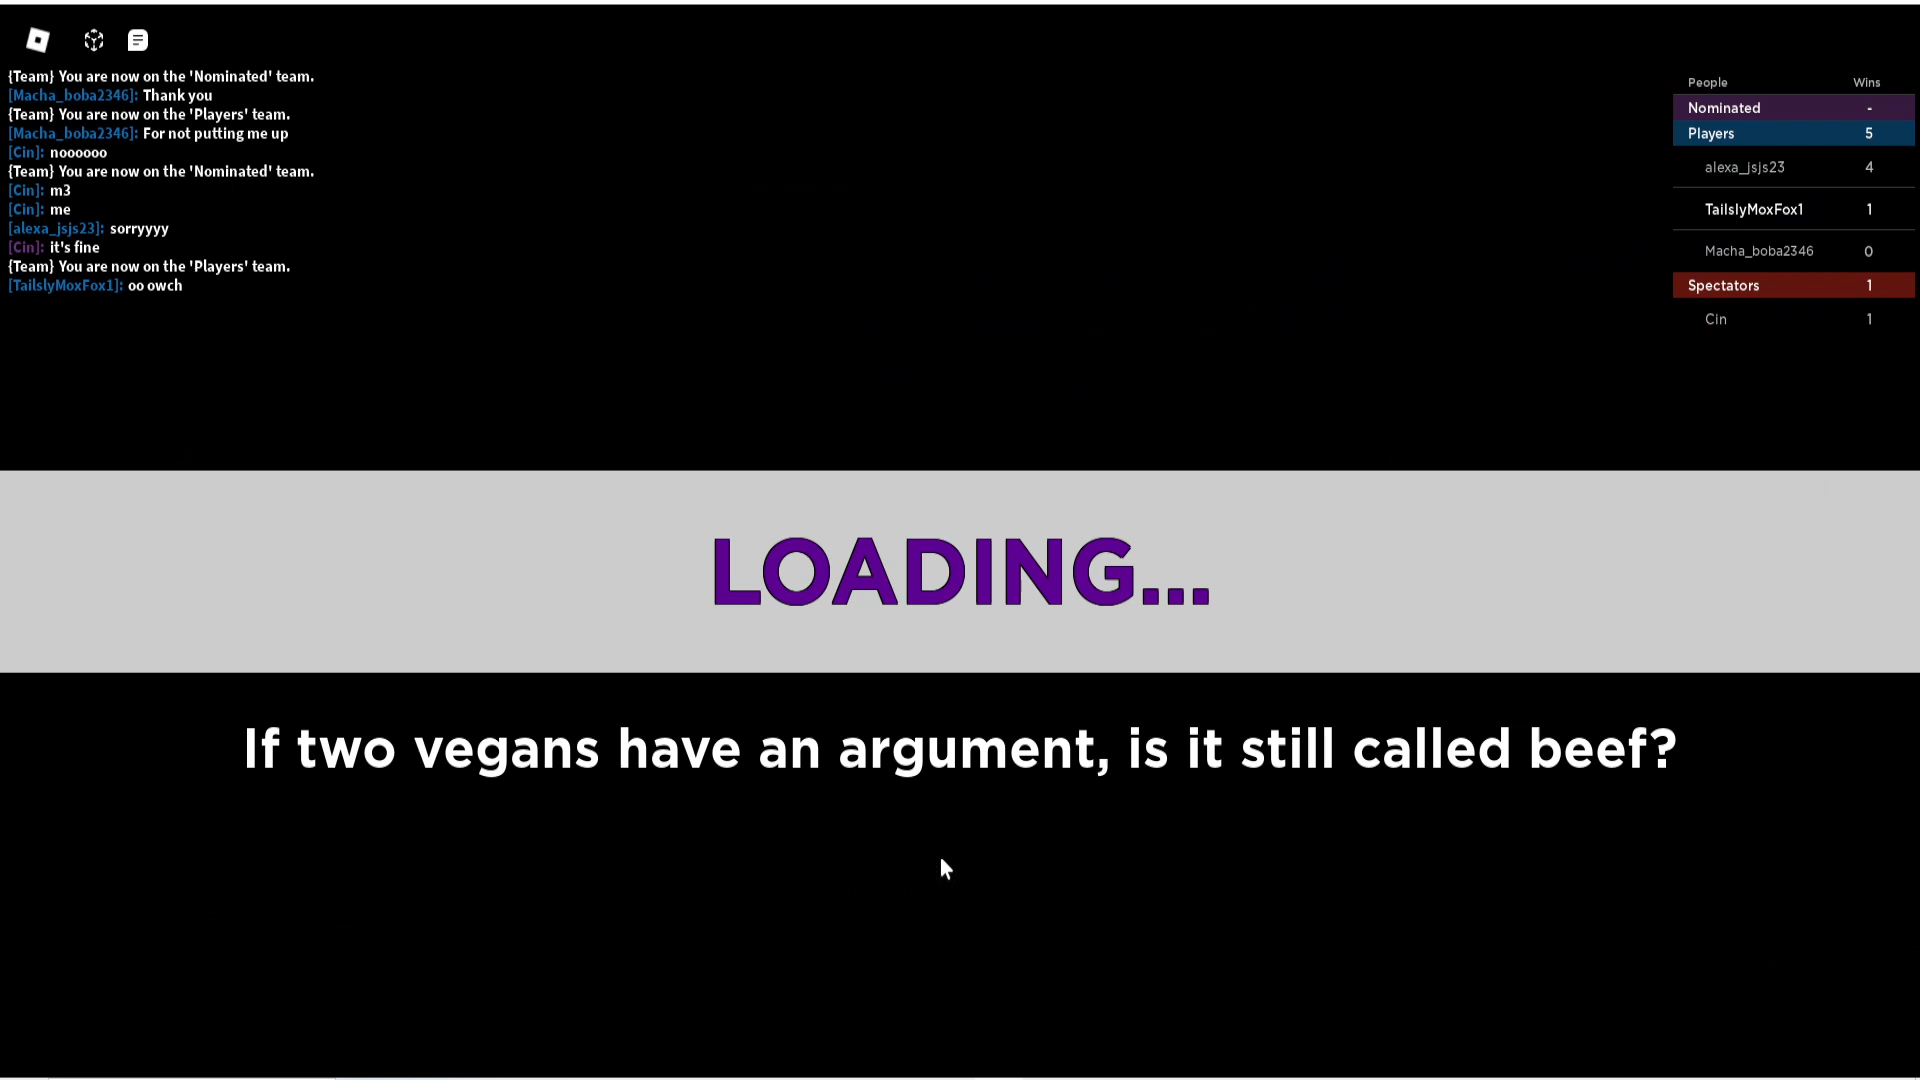 {Team} You are now on the 'Nominated' team.
[Macha_boba2346]: Thank you
{Team} You are now on the 'Players' team.
[Macha_boba2346]: For not putting me up
[Cin]: noooooo
{Team} You are now on the 'Nominated' team.
[Cin]: m3
[Cin]: me
[alexa_jsjs23]: sorryyyy
[Cin]: it's fine
{Team} You are now on the 'Players' team.
[TailslyMoxFox1]: oo owch
People Wins
Nominated -
Players 5
alexa_jsjs23 4
TailslyMoxFox1 1
Macha_boba2346 0
Spectators 1
Cin 1
LOADING...
If two vegans have an argument, is it still called beef?